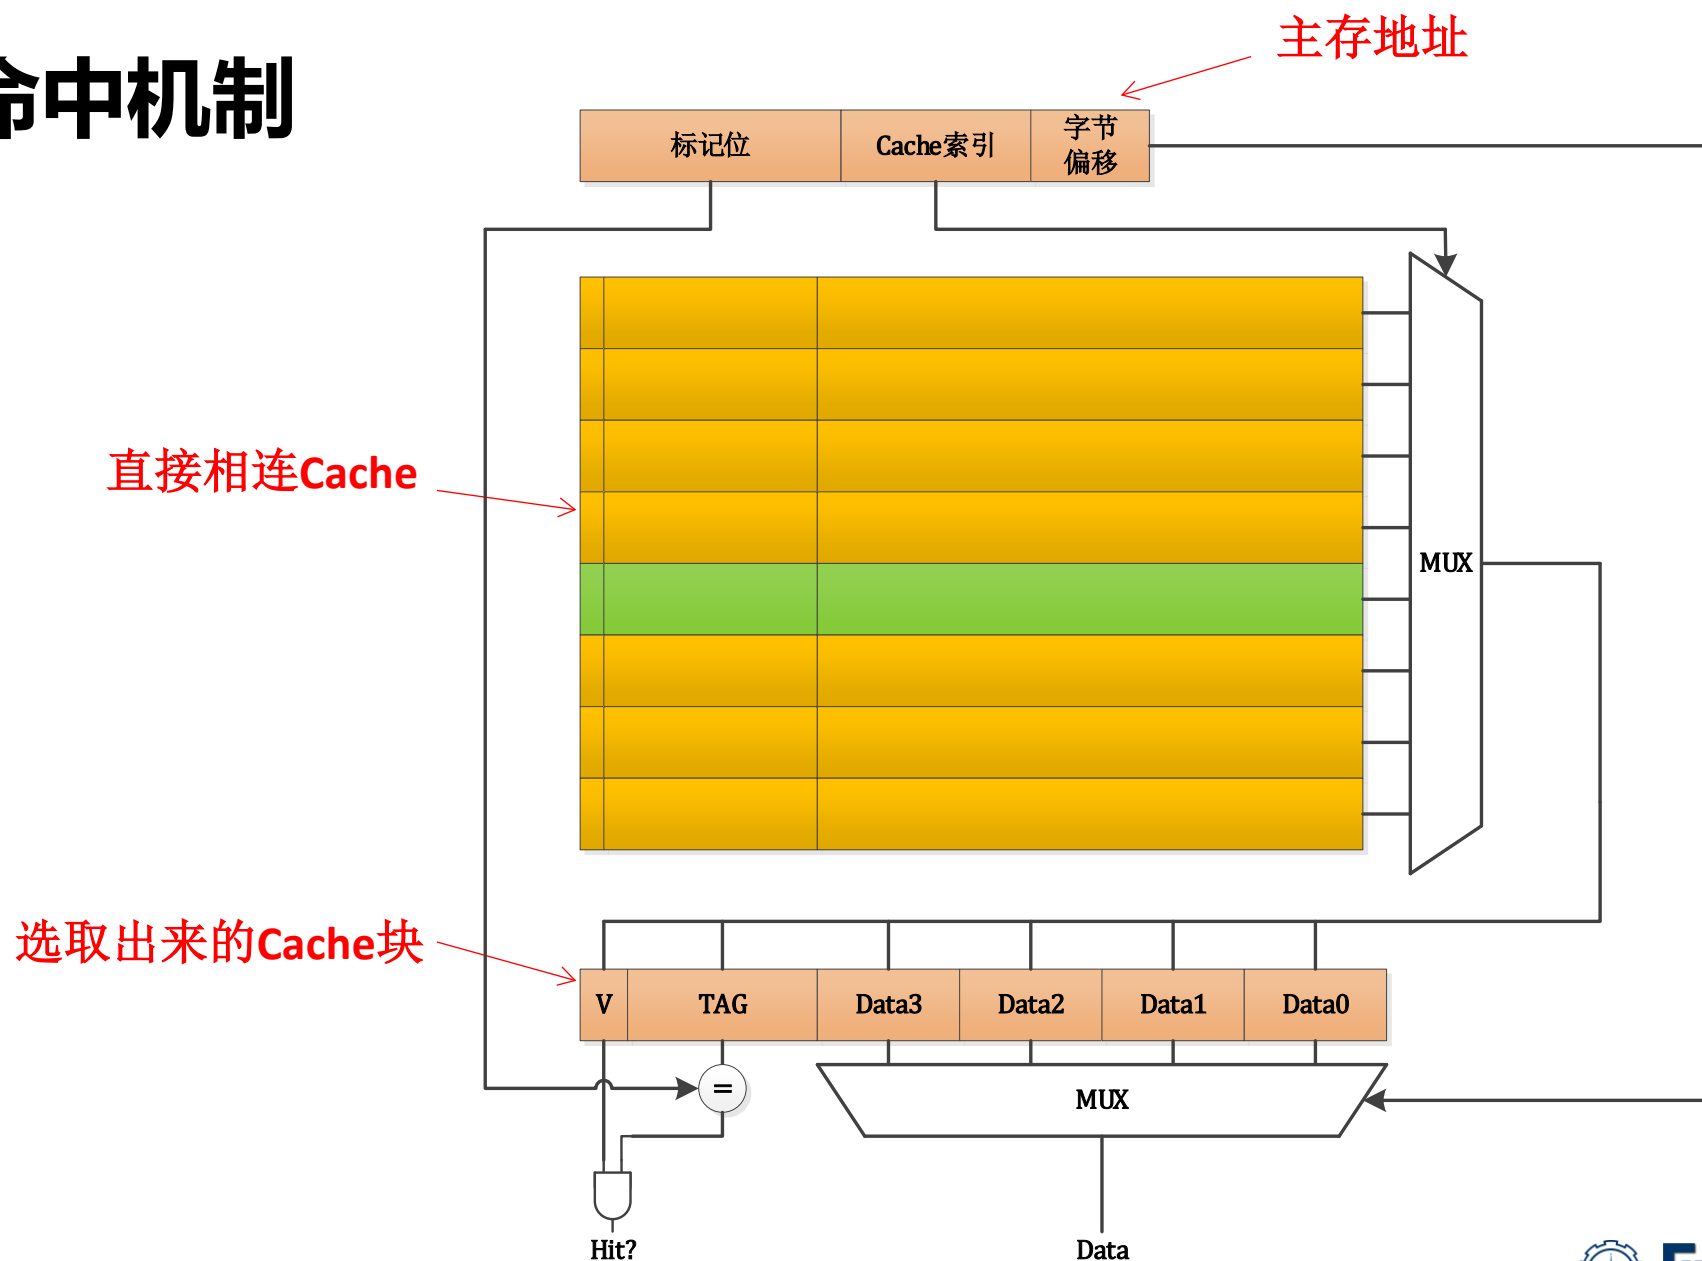 主存地址
命中机制
标记位
Cache索引
字节
偏移
直接相连Cache
MUX
选取出来的Cache块
V
TAG
Data3
Data2
Data1
Data0
=
MUX
Hit?
Data